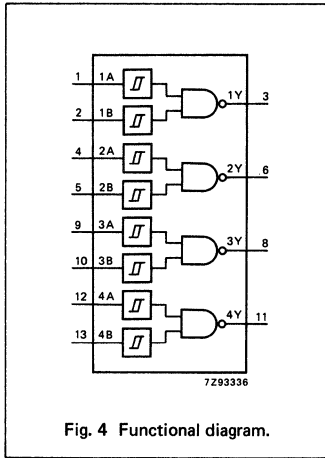 1 1A
1Y 3
2 1B
4 2A
2Y 6
5 2B
9 3A
3Y 8
10 3B
12 4A
4Y 11
13 4B
7Z93336
Fig. 4 Functional diagram.